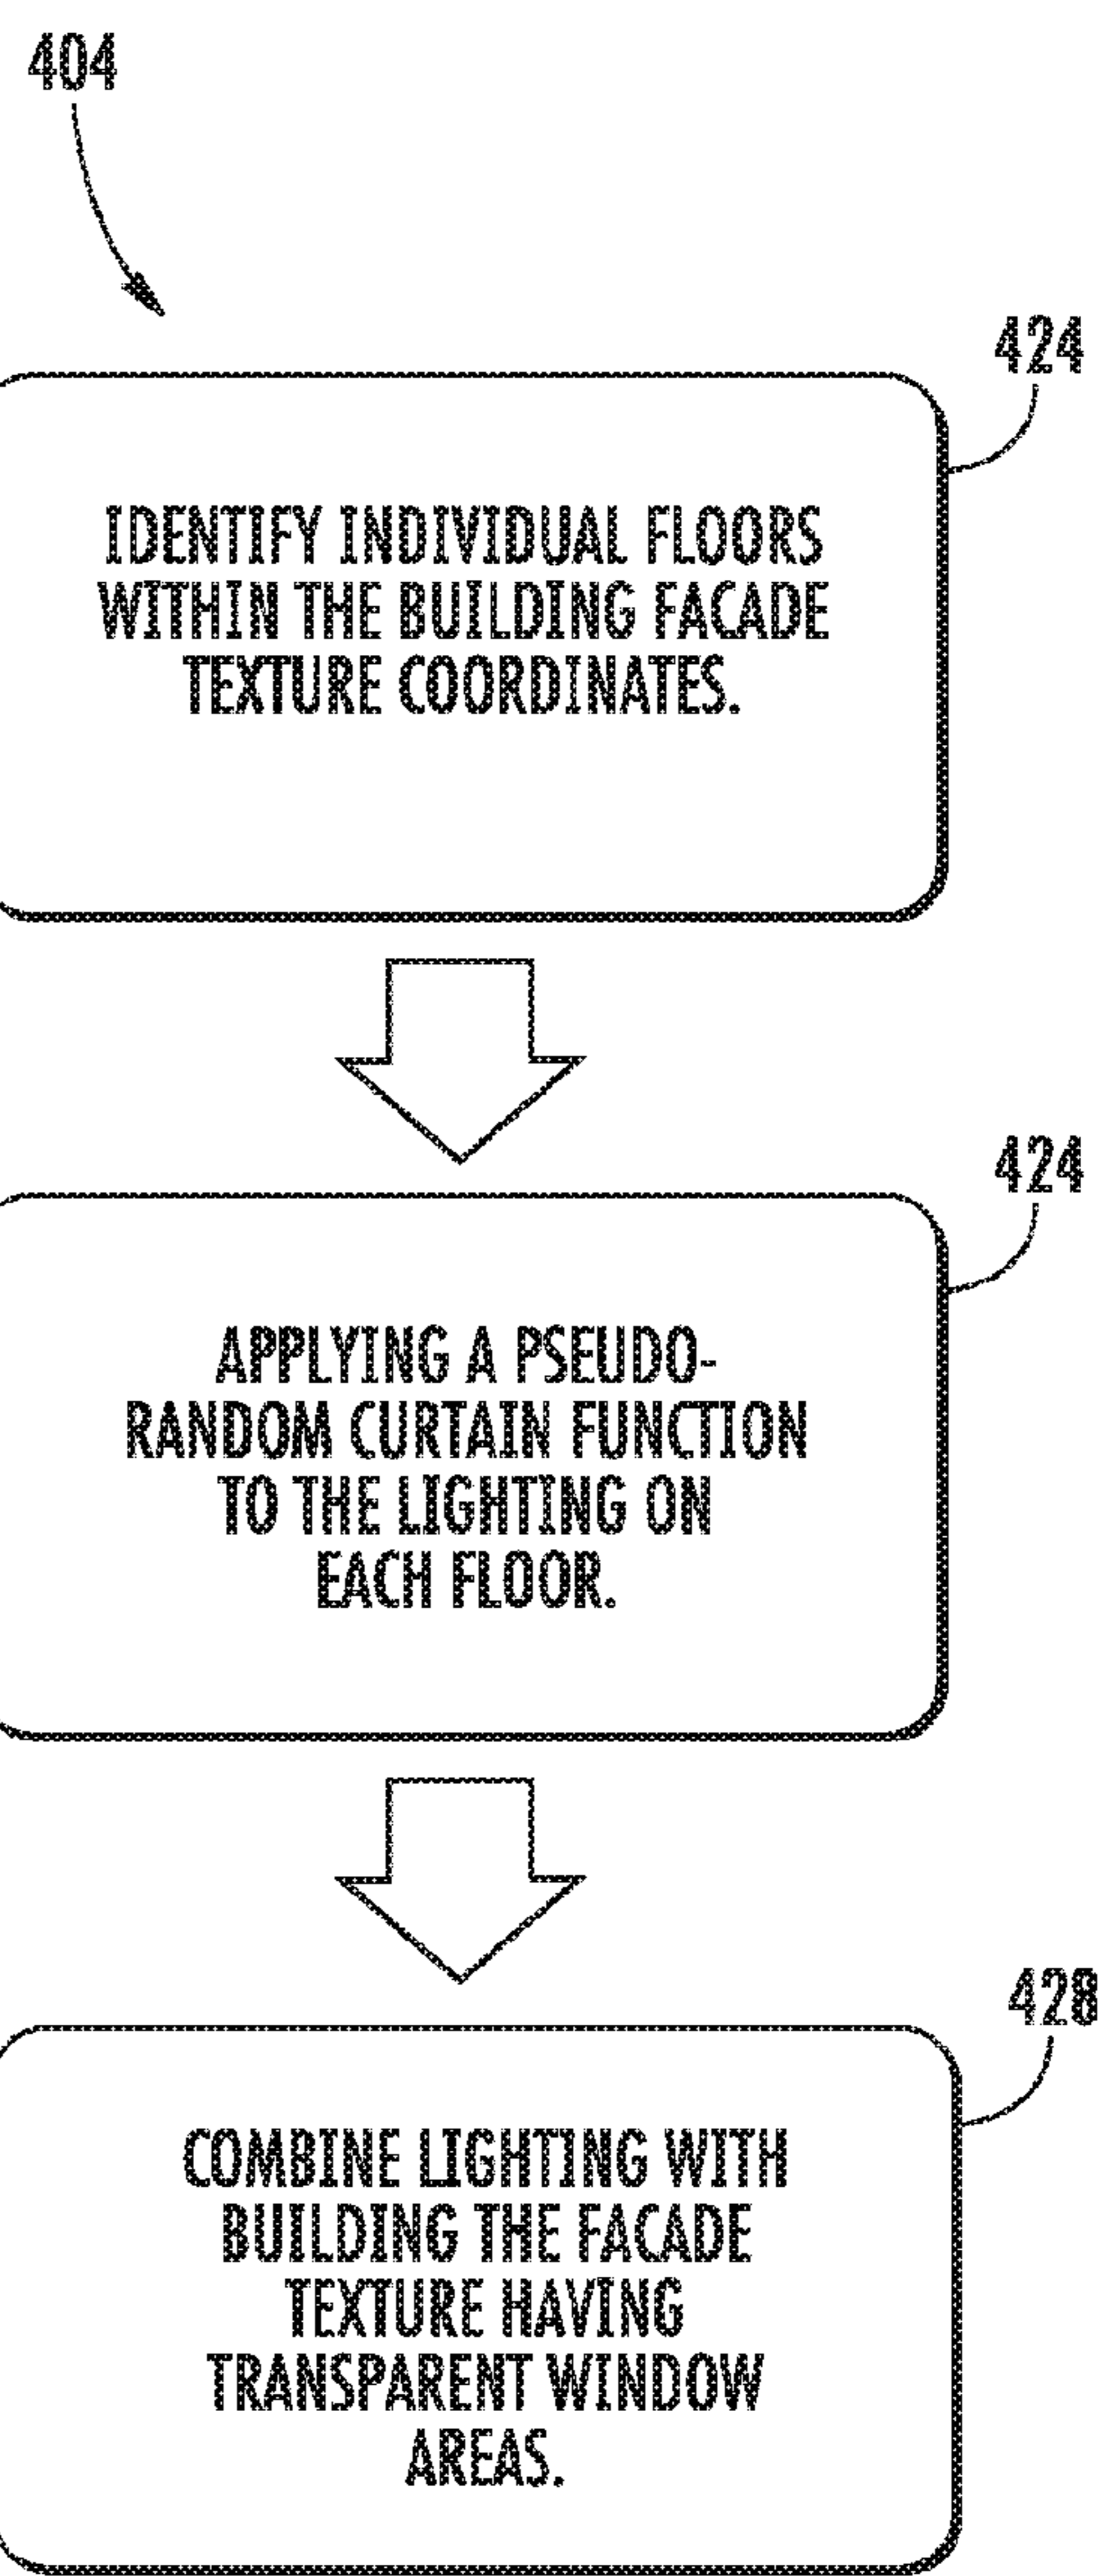 404
424
IDENTIFY INDIVIDUAL FLOORS
WITHIN THE BUILDING FACADE
TEXTURE COORDINATES.
424
APPLYING A PSEUDO-
RANDOM CURTAIN FUNCTION
TO THE LIGHTING ON
EACH FLOOR.
428
COMBINE LIGHTING WITH
BUILDING THE FACADE
TEXTURE HAVING
TRANSPARENT WINDOW
AREAS.